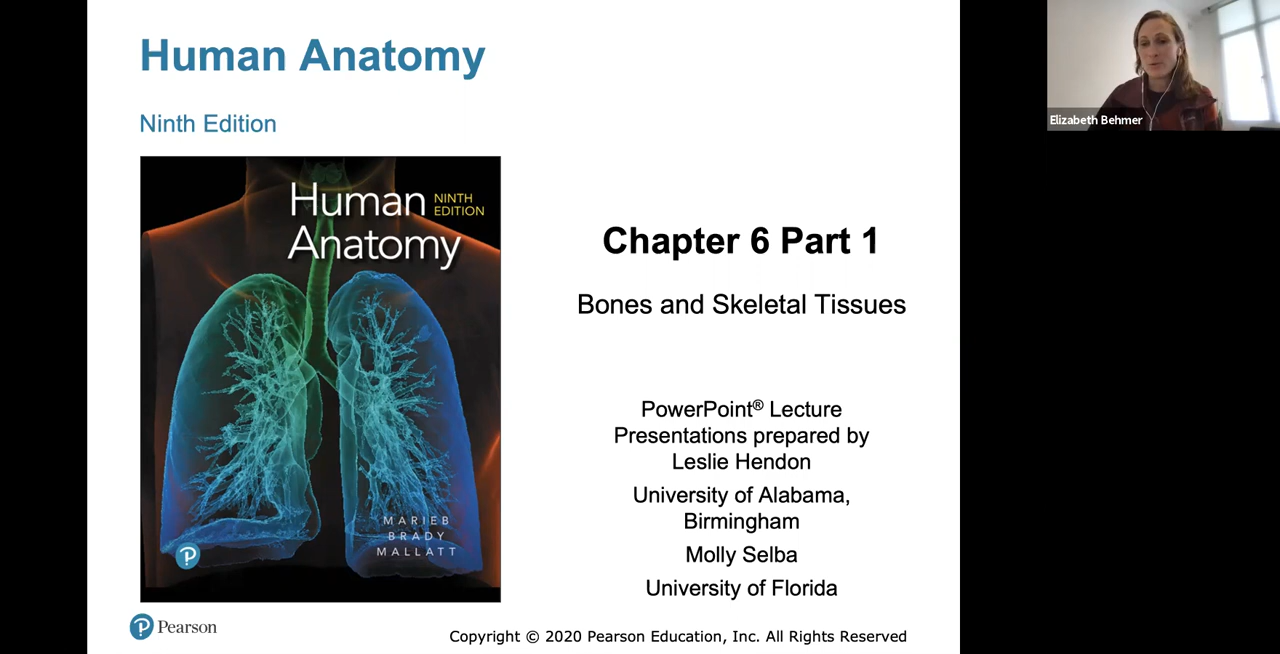 Human Anatomy
Ninth Edition
Human NINTH EDITION
Anatomy
MARIEB
BRADY
MALLATT
P
P Pearson
Chapter 6 Part 1
Bones and Skeletal Tissues
PowerPoint® Lecture
Presentations prepared by
Leslie Hendon
University of Alabama,
Birmingham
Molly Selba
University of Florida
Copyright © 2020 Pearson Education, Inc. All Rights Reserved
Elizabeth Behmer